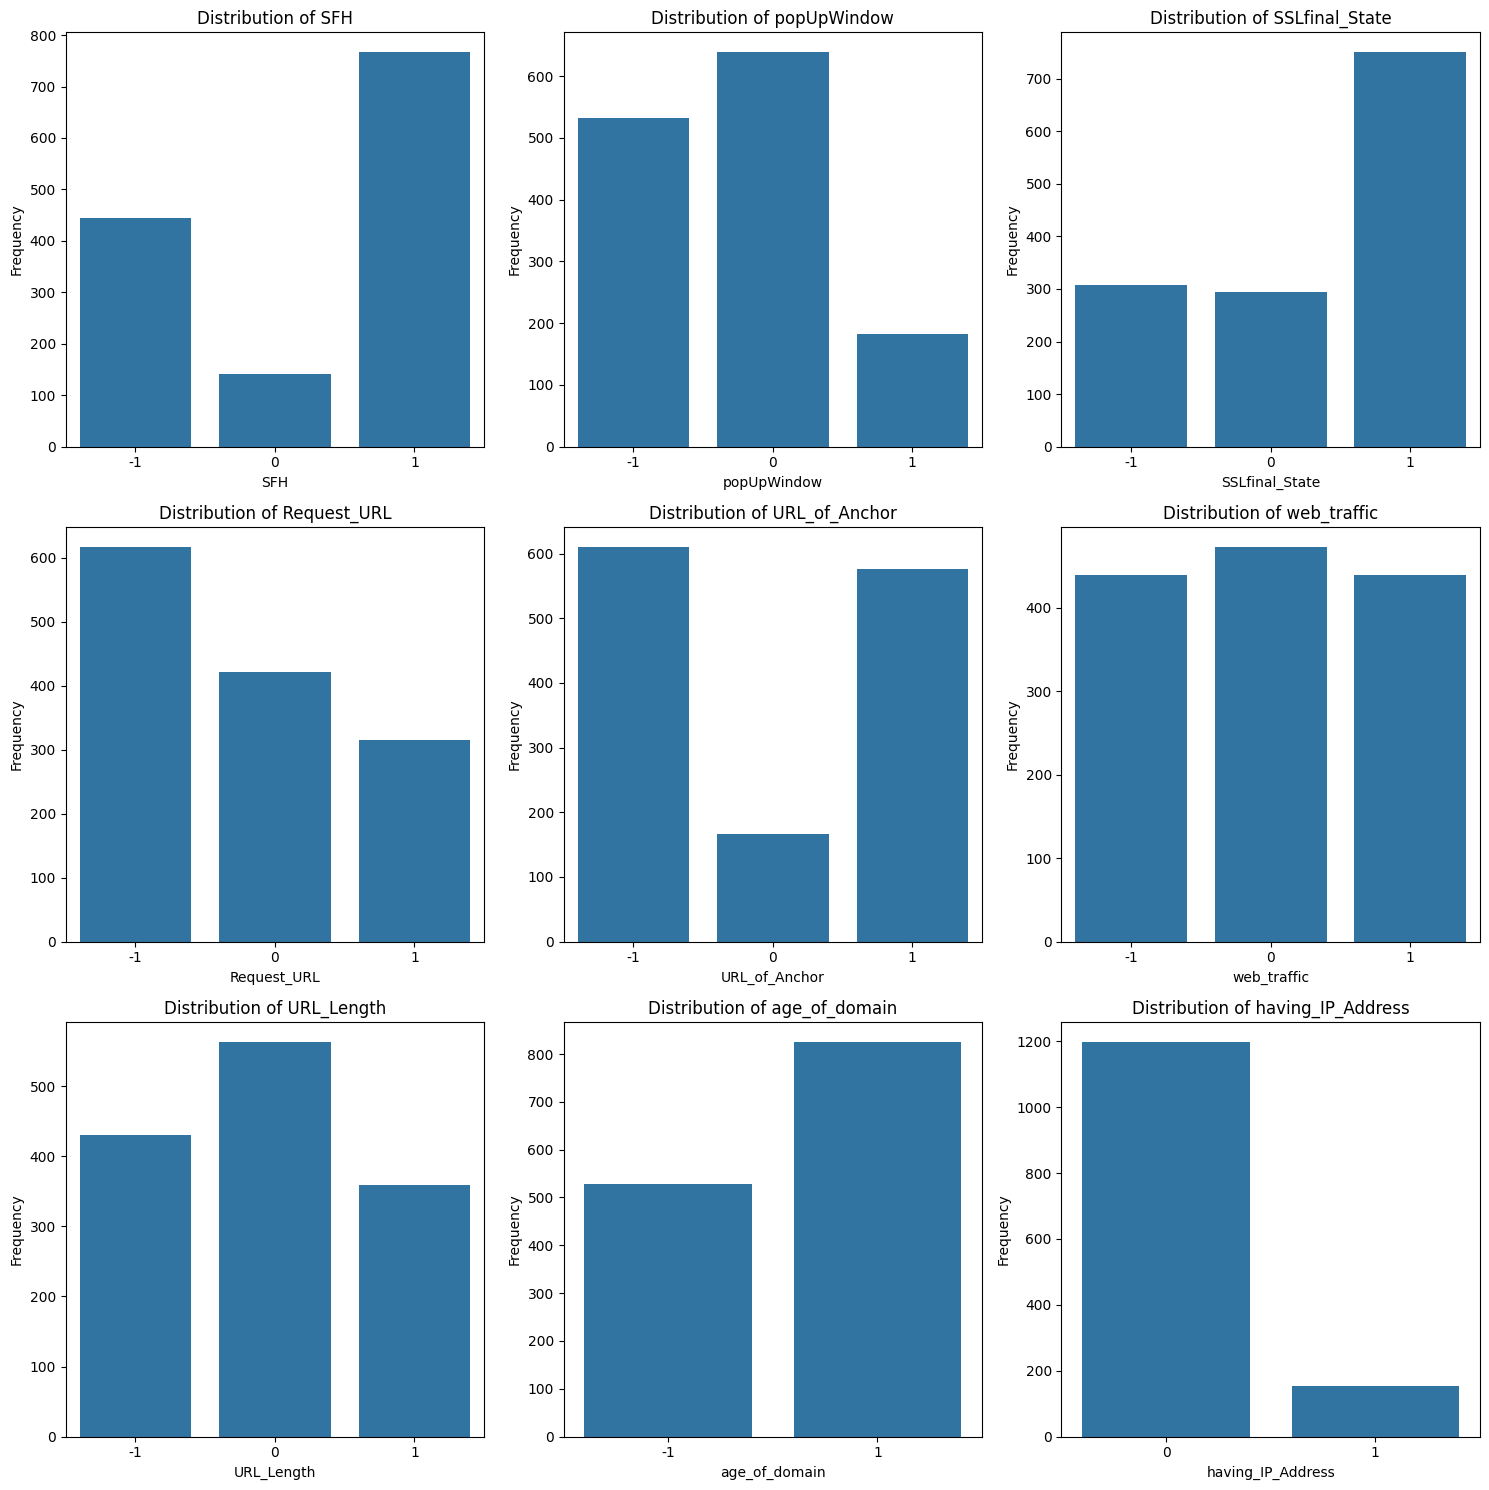 Distribution of SFH
800
700
600
500
400
300
200
100
0
Frequency
-1 0 1
SFH
Distribution of popUpWindow
600
500
400
300
200
100
0
Frequency
-1 0 1
popUpWindow
Distribution of SSLfinal_State
700
600
500
400
300
200
100
0
Frequency
-1 0 1
SSLfinal_State
Distribution of Request_URL
600
500
400
300
200
100
0
Frequency
-1 0 1
Request_URL
Distribution of URL_of_Anchor
600
500
400
300
200
100
0
Frequency
-1 0 1
URL_of_Anchor
Distribution of web_traffic
400
300
200
100
0
Frequency
-1 0 1
web_traffic
Distribution of URL_Length
500
400
300
200
100
0
Frequency
-1 0 1
URL_Length
Distribution of age_of_domain
800
700
600
500
400
300
200
100
0
Frequency
-1 1
age_of_domain
Distribution of having_IP_Address
1200
1000
800
600
400
200
0
Frequency
0 1
having_IP_Address